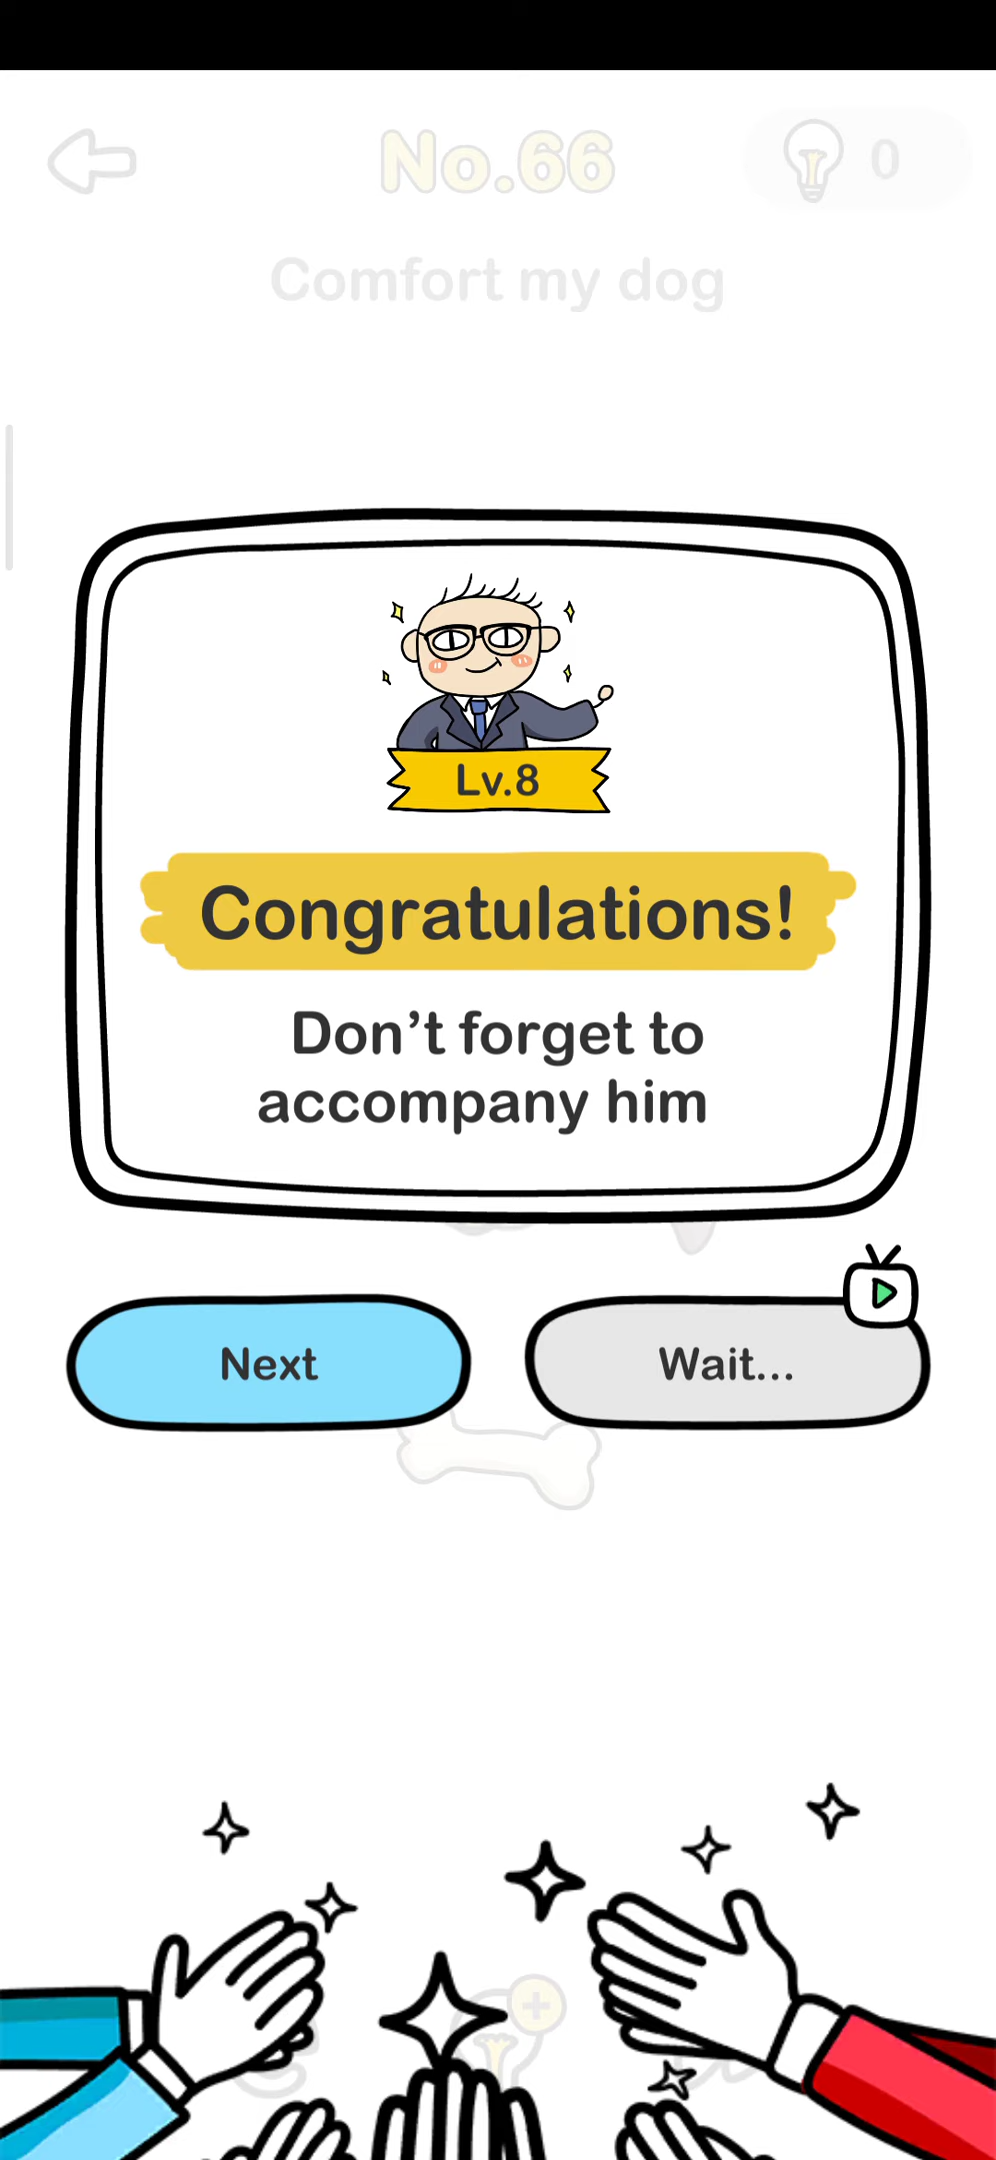 No.66
0
Comfort my dog
Lv.8
Congratulations!
Don't forget to
accompany him
Next
Wait...